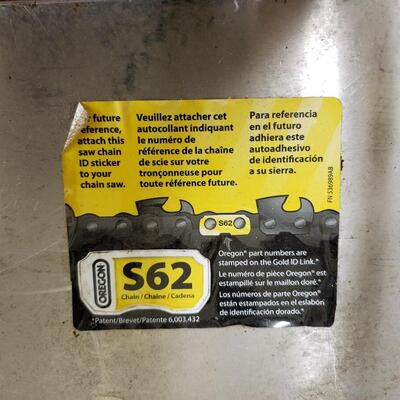 r future
eference,
attach this
saw chain
ID sticker
to your
chain saw.
Veuillez attacher cet
autocollant indiquant
le numéro de
référence de la chaîne
de scie sur votre
tronçonneuse pour
toute référence future.
Para referencia
en el futuro
adhiera este
autoadhesivo
de identificación
a su sierra.
FN 536989AB
S62
OREGON
S62
Chain / Chaîne / Cadena
*Patent/Brevet/Patente 6,003,432
Oregon® part numbers are
stamped on the Gold ID Link.*
Le numéro de pièce Oregon® est
estampillé sur le maillon doré.*
Los números de parte Oregon®
están estampados en el eslabón
de identificación dorado.*